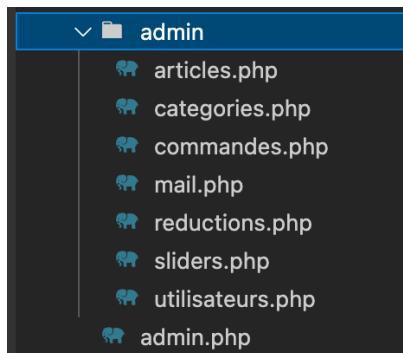 admin
articles.php
categories.php
commandes.php
mail.php
reductions.php
sliders.php
utilisateurs.php
admin.php